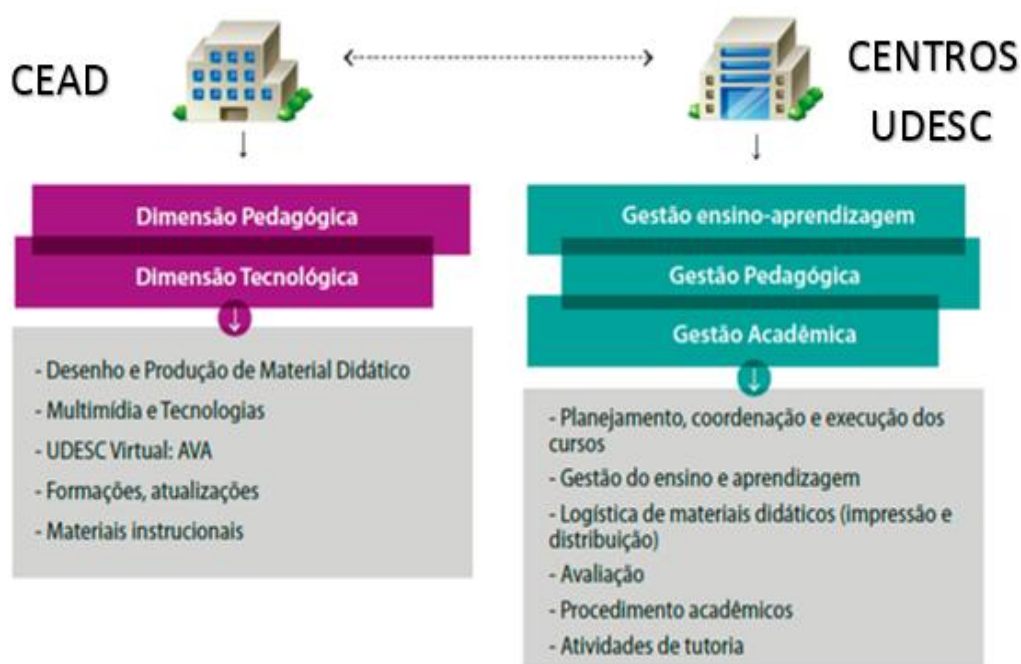 CEAD
CENTROS
UDESC
Dimensão Pedagógica
Dimensão Tecnológica
- Desenho e Produção de Material Didático
- Multimídia e Tecnologias
- UDESC Virtual: AVA
- Formações, atualizações
- Materiais instrucionais
Gestão ensino-aprendizagem
Gestão Pedagógica
Gestão Acadêmica
- Planejamento, coordenação e execução dos
cursos
- Gestão do ensino e aprendizagem
- Logística de materiais didáticos (impressão e
distribuição)
- Avaliação
- Procedimento acadêmicos
- Atividades de tutoria